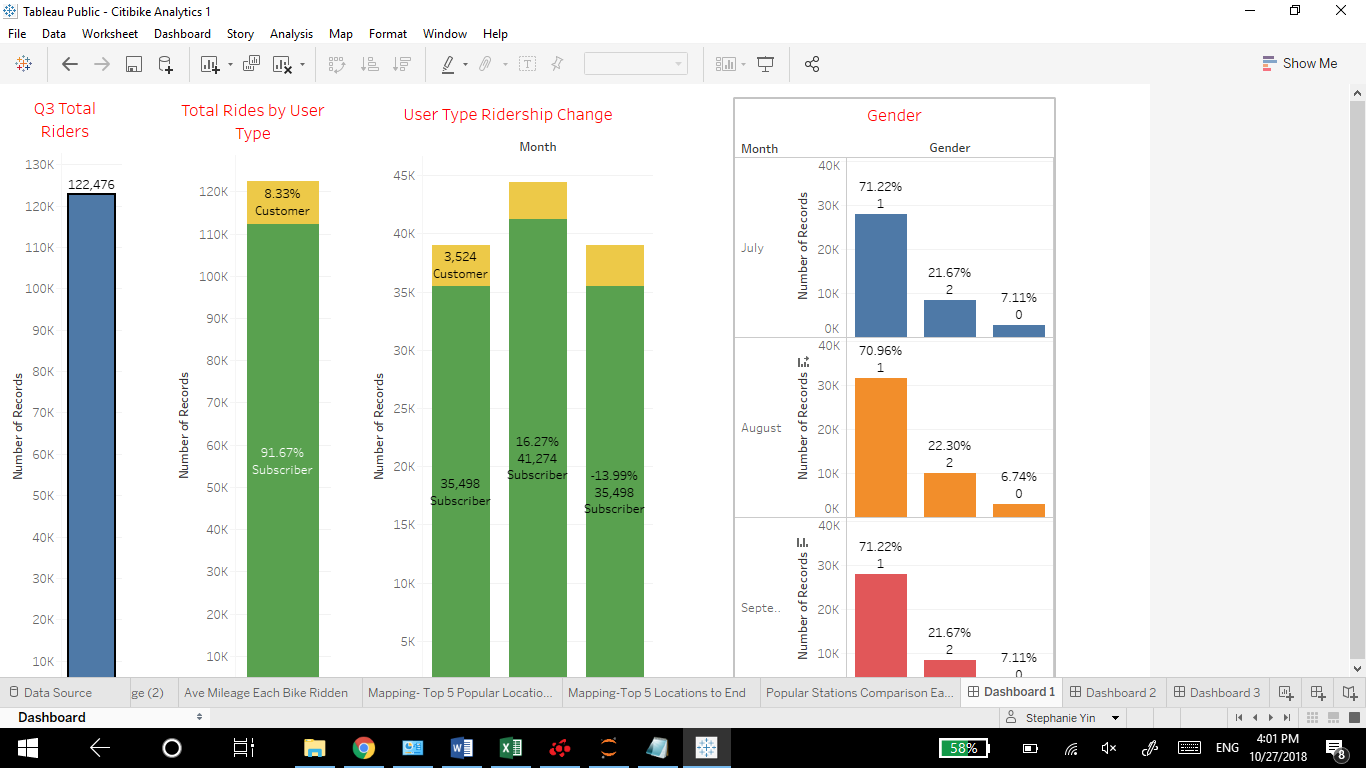 Tableau Public - Citibike Analytics 1
File Data Worksheet Dashboard Story Analysis Map Format Window Help
Show Me
Q3 Total
Riders
Number of Records
130K
120K
110K
100K
90K
80K
70K
60K
50K
40K
30K
20K
10K
122,476
Total Rides by User
Type
Number of Records
120K
110K
100K
90K
80K
70K
60K
50K
40K
30K
20K
10K
8.33%
Customer
91.67%
Subscriber
User Type Ridership Change
Month
Number of Records
45K
40K
35K
30K
25K
20K
15K
10K
5K
3,524
Customer
35,498
Subscriber
16.27%
41,274
Subscriber
-13.99%
35,498
Subscriber
Gender
Month Gender
July
Number of Records
40K
30K
20K
10K
0K
71.22%
1
21.67%
2
7.11%
0
August
Number of Records
40K
30K
20K
10K
0K
70.96%
1
22.30%
2
6.74%
0
Septe..
Number of Records
40K
30K
20K
10K
71.22%
1
21.67%
2
7.11%
0
Data Source ge (2) Ave Mileage Each Bike Ridden Mapping- Top 5 Popular Locatio... Mapping-Top 5 Locations to End Popular Stations Comparison Ea... Dashboard 1 Dashboard 2 Dashboard 3
Dashboard Stephanie Yin
58% ENG 4:01 PM
10/27/2018 8